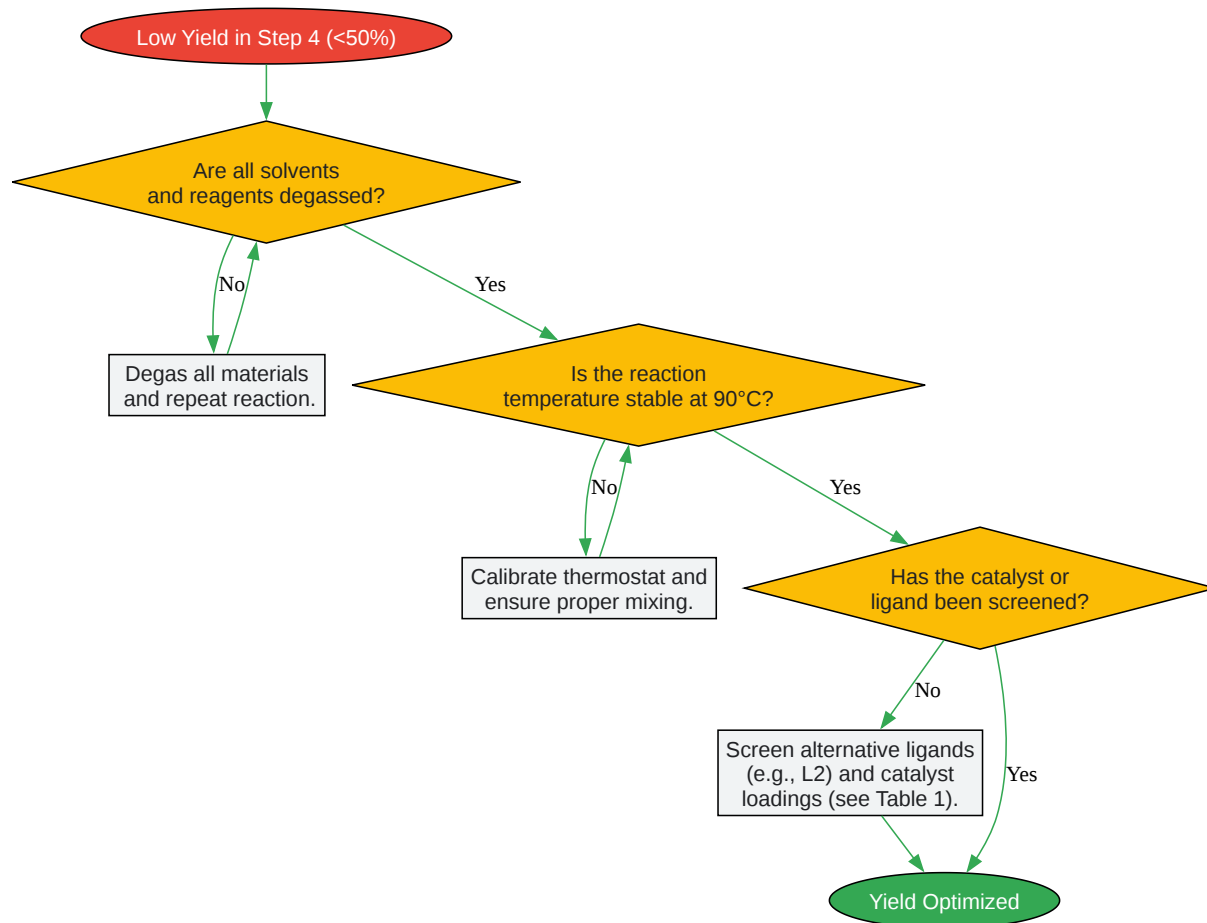 Low Yield in Step 4 (<50%)
Are all solvents
and reagents degassed?
No
Yes
Degas all materials
and repeat reaction.
Is the reaction
temperature stable at 90°C?
No
Yes
Calibrate thermostat and
ensure proper mixing.
Has the catalyst or
ligand been screened?
No
Yes
Screen alternative ligands
(e.g., L2) and catalyst
loadings (see Table 1).
Yield Optimized